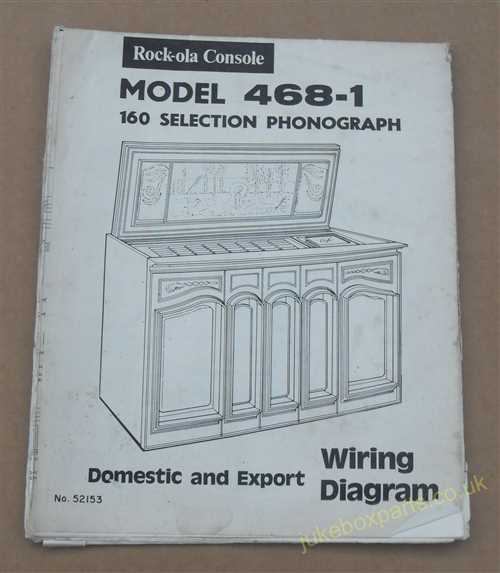 Rock-ola Console
MODEL 468-1
160 SELECTION PHONOGRAPH
Domestic and Export
Wiring
Diagram
No. 52153
jukeboxparts.co.uk